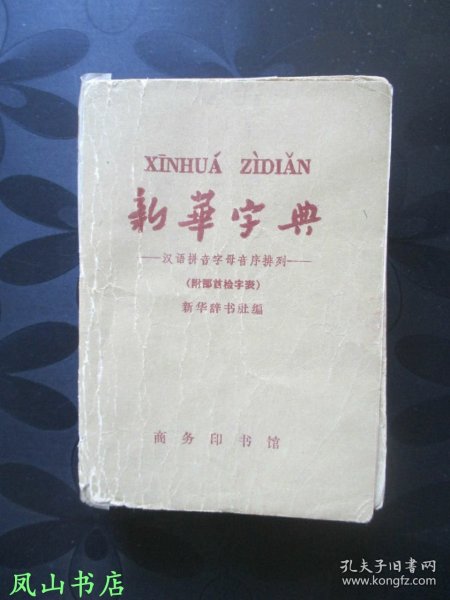 XĪNHUÁ ZÌDIǍN
新華字典
——汉语拼音字母音序排列——
（附部首检字表）
新华辞书社编
商务印书馆
凤山书店
孔夫子旧书网
www.kongfz.com